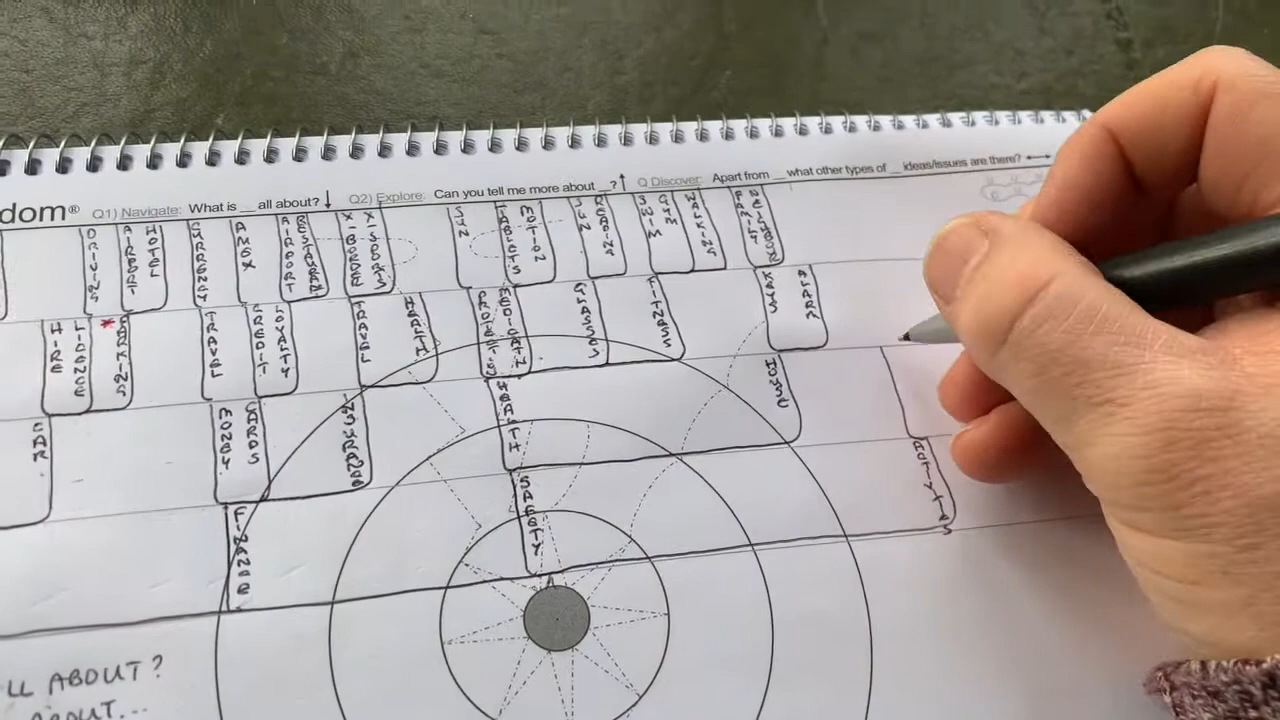 dom® Q1) Navigate: What is __ all about? Q2) Explore: Can you tell me more about __? Q Discover: Apart from __ what other types of __ ideas/issues are there?
DRIVING
AIRPORT
HOTEL
CURRENCY
AMEX
AIRPORT
X-BORDER
X-SPORTS
SUN
TABLETS
MOTION
SUN
READING
SWIM
GYM
WALKING
FAMILY
NEIGHBOUR
HIRE
LICENCE
* PARKING
TRAVEL
CREDIT
LOYALTY
TRAVEL
HEALTH
MEDICATN
GLASSES
FITNESS
KEYS
ALARM
CAR
MONEY
CARDS
INSURANCE
HEALTH
HOUSE
FINANCE
SAFETY
LL ABOUT?
ABOUT...